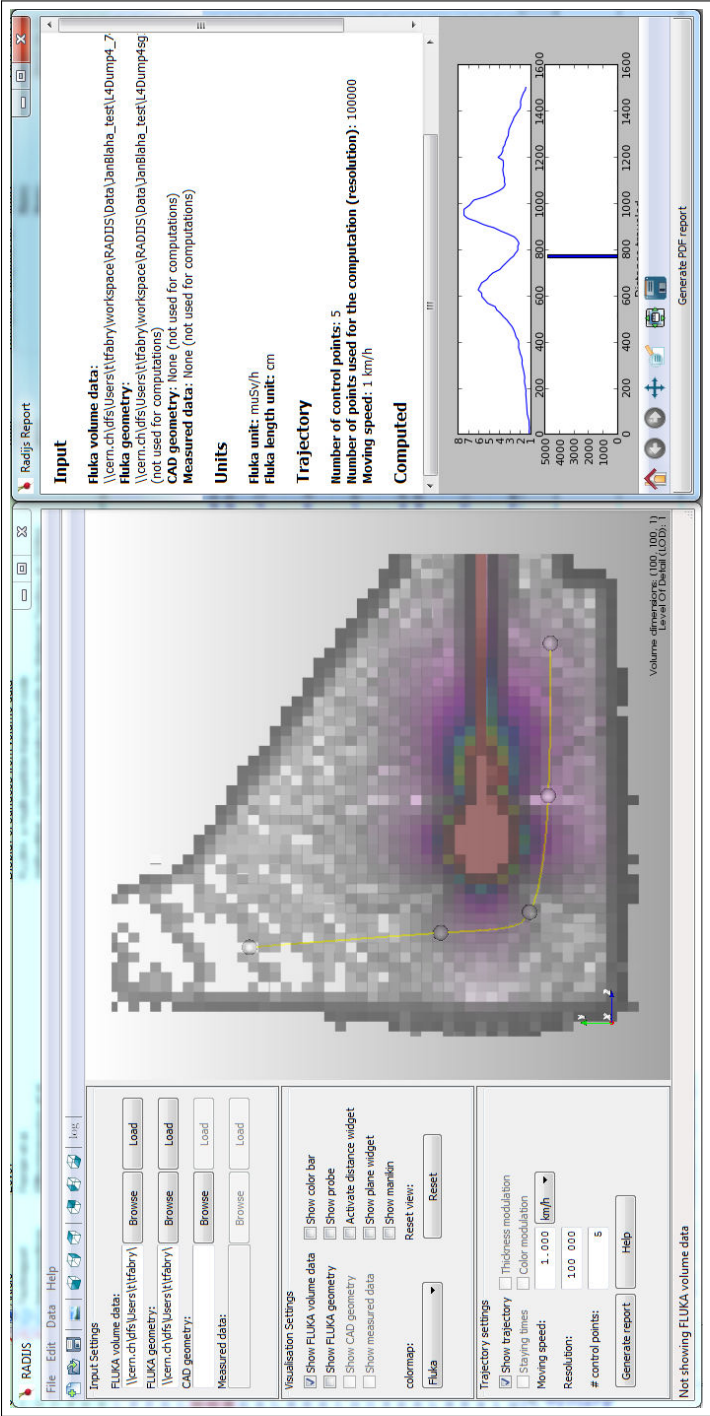 RADIJS
File Edit Data Help
log
Input Settings
FLUKA volume data:
\\cern.ch\dfs\Users\t\tfabry\ Browse Load
FLUKA geometry:
\\cern.ch\dfs\Users\t\tfabry\ Browse Load
CAD geometry:
Browse Load
Measured data:
Browse Load
Visualisation Settings
Show FLUKA volume data Show color bar
Show FLUKA geometry Show probe
Show CAD geometry Activate distance widget
Show measured data Show plane widget
Show manikin
colormap: Reset view:
Fluka Reset
Trajectory settings
Show trajectory Thickness modulation
Staying times Color modulation
Moving speed: 1.000 km/h
Resolution: 100 000
# control points: 5
Generate report Help
Not showing FLUKA volume data
y
x z
Volume dimensions: (100, 100, 1)
Level Of Detail (LOD): 1
Radijs Report
Input
Fluka volume data:
\\cern.ch\dfs\Users\t\tfabry\workspace\RADIJS\Data\JanBlaha_test\L4Dump4_7
Fluka geometry:
\\cern.ch\dfs\Users\t\tfabry\workspace\RADIJS\Data\JanBlaha_test\L4Dump4sg
(not used for computations)
CAD geometry: None (not used for computations)
Measured data: None (not used for computations)
Units
Fluka unit: muSv/h
Fluka length unit: cm
Trajectory
Number of control points: 5
Number of points used for the computation (resolution): 100000
Moving speed: 1 km/h
Computed
8
7
6
5
4
3
2
1
0 200 400 600 800 1000 1200 1400 1600
5000
4000
3000
2000
1000
0
0 200 400 600 800 1000 1200 1400 1600
Generate PDF report